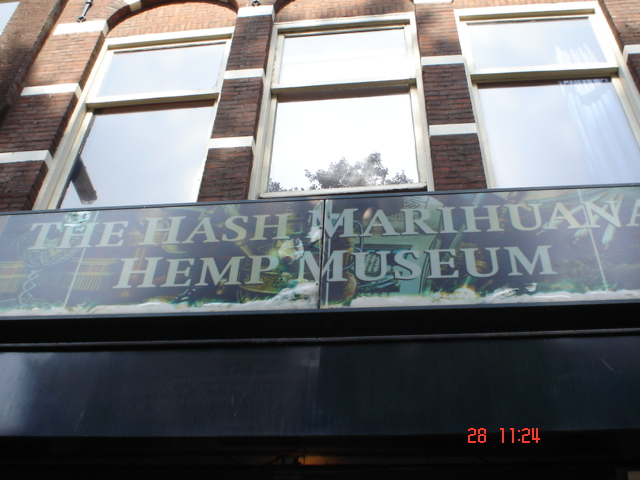 THE HASH MARIHUANA
HEMP MUSEUM
28 11:24